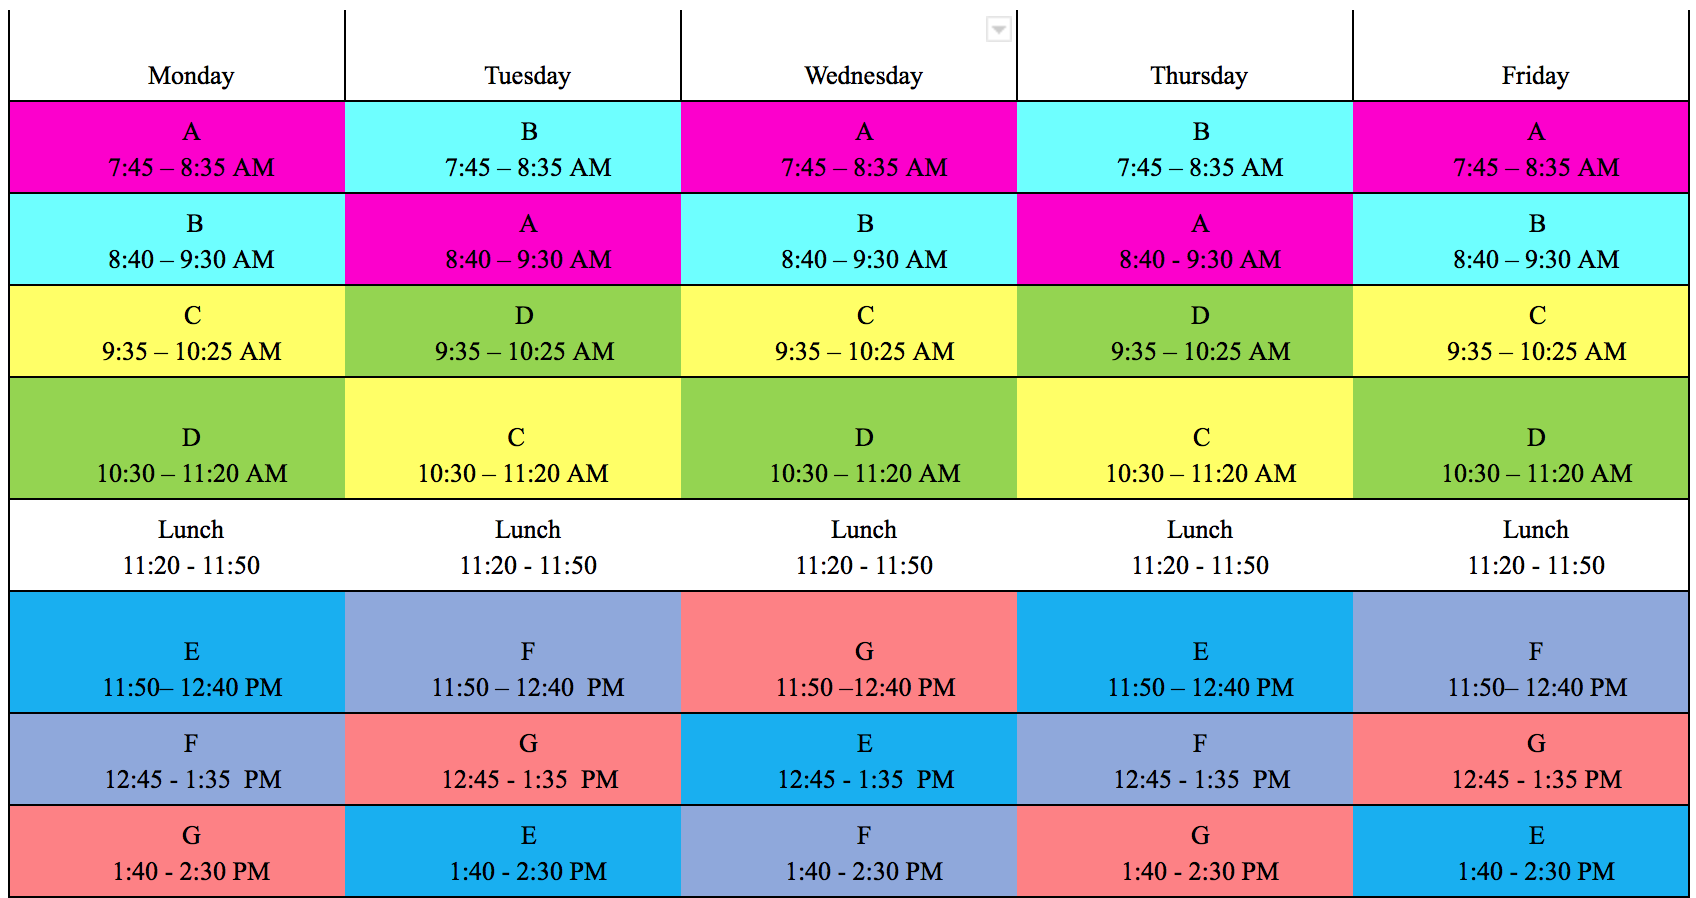 Monday Tuesday Wednesday Thursday Friday
A B A B A
7:45 – 8:35 AM 7:45 – 8:35 AM 7:45 – 8:35 AM 7:45 – 8:35 AM 7:45 – 8:35 AM
B A B A B
8:40 – 9:30 AM 8:40 – 9:30 AM 8:40 – 9:30 AM 8:40 - 9:30 AM 8:40 – 9:30 AM
C D C D C
9:35 – 10:25 AM 9:35 – 10:25 AM 9:35 – 10:25 AM 9:35 – 10:25 AM 9:35 – 10:25 AM
D C D C D
10:30 – 11:20 AM 10:30 – 11:20 AM 10:30 – 11:20 AM 10:30 – 11:20 AM 10:30 – 11:20 AM
Lunch Lunch Lunch Lunch Lunch
11:20 - 11:50 11:20 - 11:50 11:20 - 11:50 11:20 - 11:50 11:20 - 11:50
E F G E F
11:50– 12:40 PM 11:50 – 12:40  PM 11:50 –12:40 PM 11:50 – 12:40 PM 11:50– 12:40 PM
F G E F G
12:45 - 1:35  PM 12:45 - 1:35  PM 12:45 - 1:35  PM 12:45 - 1:35  PM 12:45 - 1:35 PM
G E F G E
1:40 - 2:30 PM 1:40 - 2:30 PM 1:40 - 2:30 PM 1:40 - 2:30 PM 1:40 - 2:30 PM